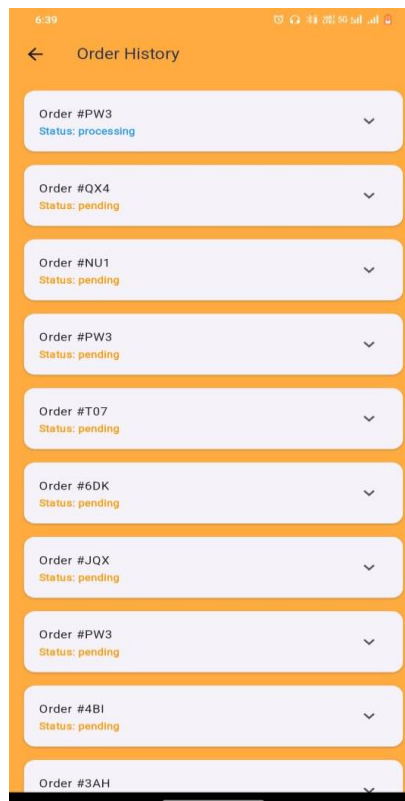 6:39
5G
Order History
Order #PW3
Status: processing
Order #QX4
Status: pending
Order #NU1
Status: pending
Order #PW3
Status: pending
Order #T07
Status: pending
Order #6DK
Status: pending
Order #JQX
Status: pending
Order #PW3
Status: pending
Order #4BI
Status: pending
Order #3AH